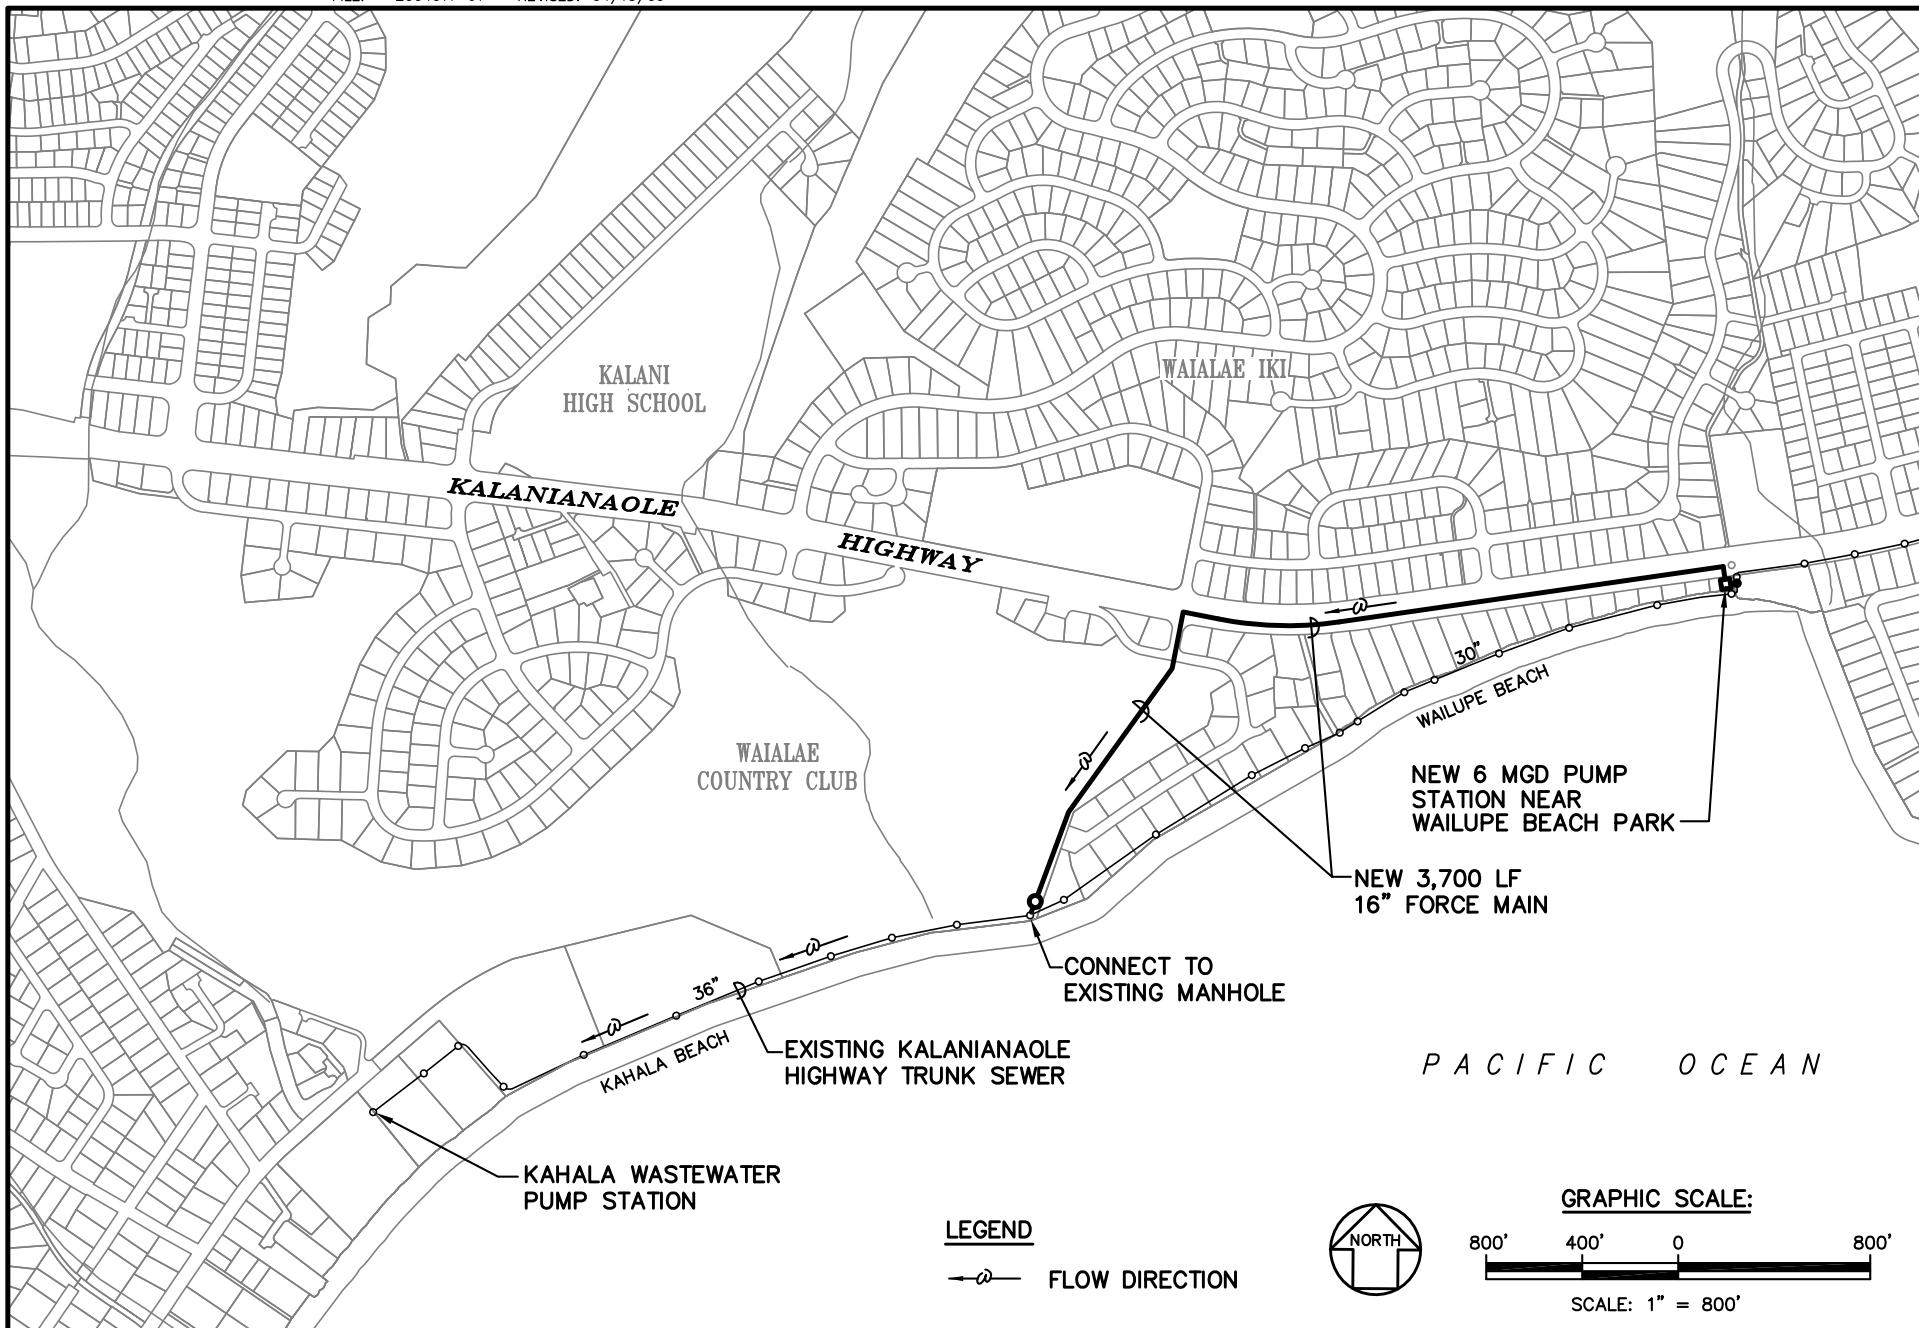 KALANI
HIGH SCHOOL
WAIALAE IKI
KALANIANAOLE
HIGHWAY
30"
WAILUPE BEACH
WAIALAE
COUNTRY CLUB
NEW 6 MGD PUMP
STATION NEAR
WAILUPE BEACH PARK
NEW 3,700 LF
16" FORCE MAIN
CONNECT TO
EXISTING MANHOLE
36"
KAHALA BEACH
EXISTING KALANIANAOLE
HIGHWAY TRUNK SEWER
PACIFIC OCEAN
KAHALA WASTEWATER
PUMP STATION
LEGEND
FLOW DIRECTION
NORTH
GRAPHIC SCALE:
800' 400' 0 800'
SCALE: 1" = 800'